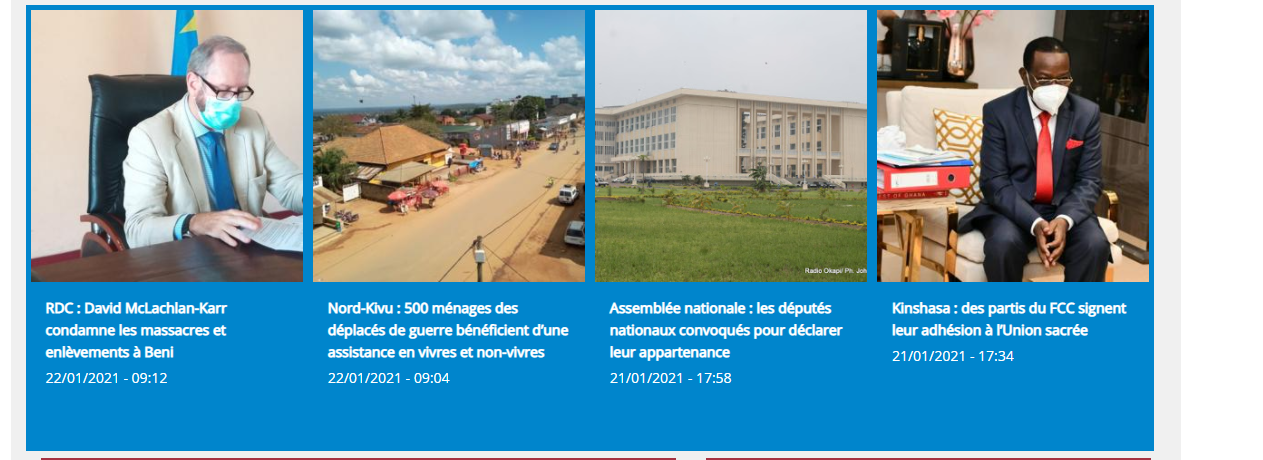 Radio Okapi/ Ph. Joh
RDC : David McLachlan-Karr
condamne les massacres et
enlèvements à Beni
22/01/2021 - 09:12
Nord-Kivu : 500 ménages des
déplacés de guerre bénéficient d’une
assistance en vivres et non-vivres
22/01/2021 - 09:04
Assemblée nationale : les députés
nationaux convoqués pour déclarer
leur appartenance
21/01/2021 - 17:58
Kinshasa : des partis du FCC signent
leur adhésion à l’Union sacrée
21/01/2021 - 17:34